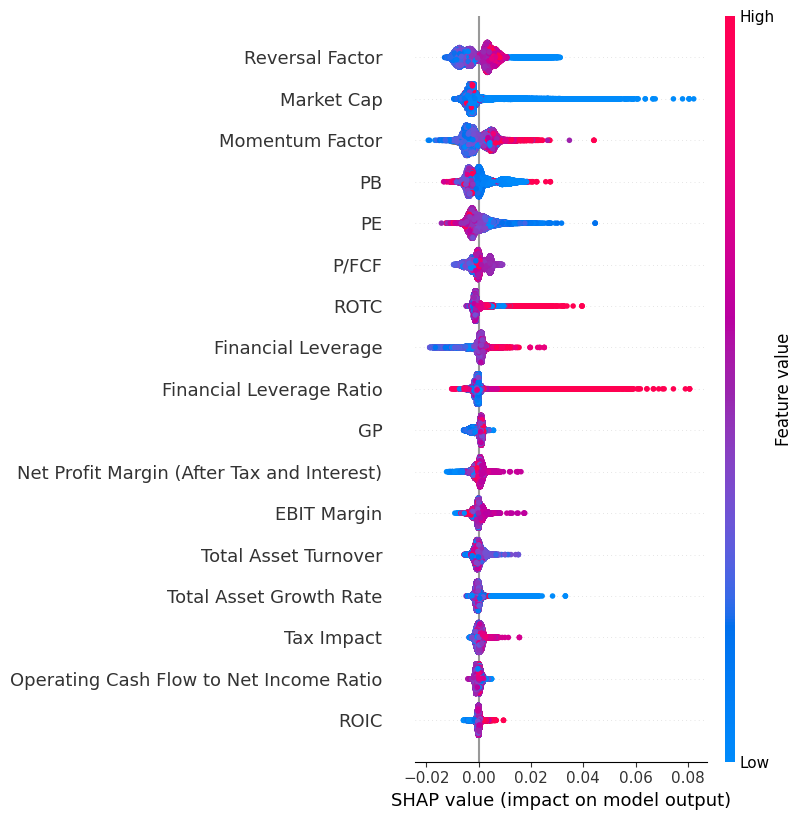 High
Reversal Factor
Market Cap
Momentum Factor
PB
PE
P/FCF
ROTC
Financial Leverage
Financial Leverage Ratio
GP
Net Profit Margin (After Tax and Interest)
EBIT Margin
Total Asset Turnover
Total Asset Growth Rate
Tax Impact
Operating Cash Flow to Net Income Ratio
ROIC
Feature value
Low
−0.02 0.00 0.02 0.04 0.06 0.08
SHAP value (impact on model output)